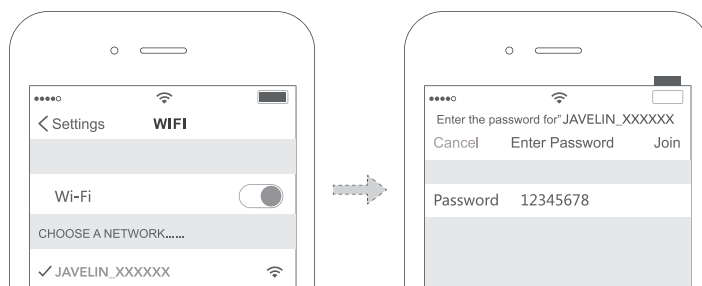 Settings WIFI
Wi-Fi
CHOOSE A NETWORK......
JAVELIN_XXXXXX
Enter the password for"JAVELIN_XXXXXX
Cancel Enter Password Join
Password 12345678